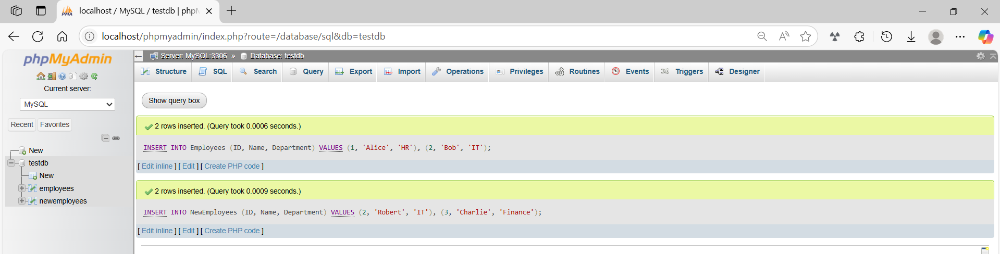 localhost / MySQL / testdb | phpM
localhost/phpmyadmin/index.php?route=/database/sql&db=testdb
phpMyAdmin
Current server:
MySQL
Recent Favorites
New
testdb
New
employees
newemployees
Server: MySQL:3306 » Database: testdb
Structure SQL Search Query Export Import Operations Privileges Routines Events Triggers Designer
Show query box
2 rows inserted. (Query took 0.0006 seconds.)
INSERT INTO Employees (ID, Name, Department) VALUES (1, 'Alice', 'HR'), (2, 'Bob', 'IT');
[ Edit inline ] [ Edit ] [ Create PHP code ]
2 rows inserted. (Query took 0.0009 seconds.)
INSERT INTO NewEmployees (ID, Name, Department) VALUES (2, 'Robert', 'IT'), (3, 'Charlie', 'Finance');
[ Edit inline ] [ Edit ] [ Create PHP code ]